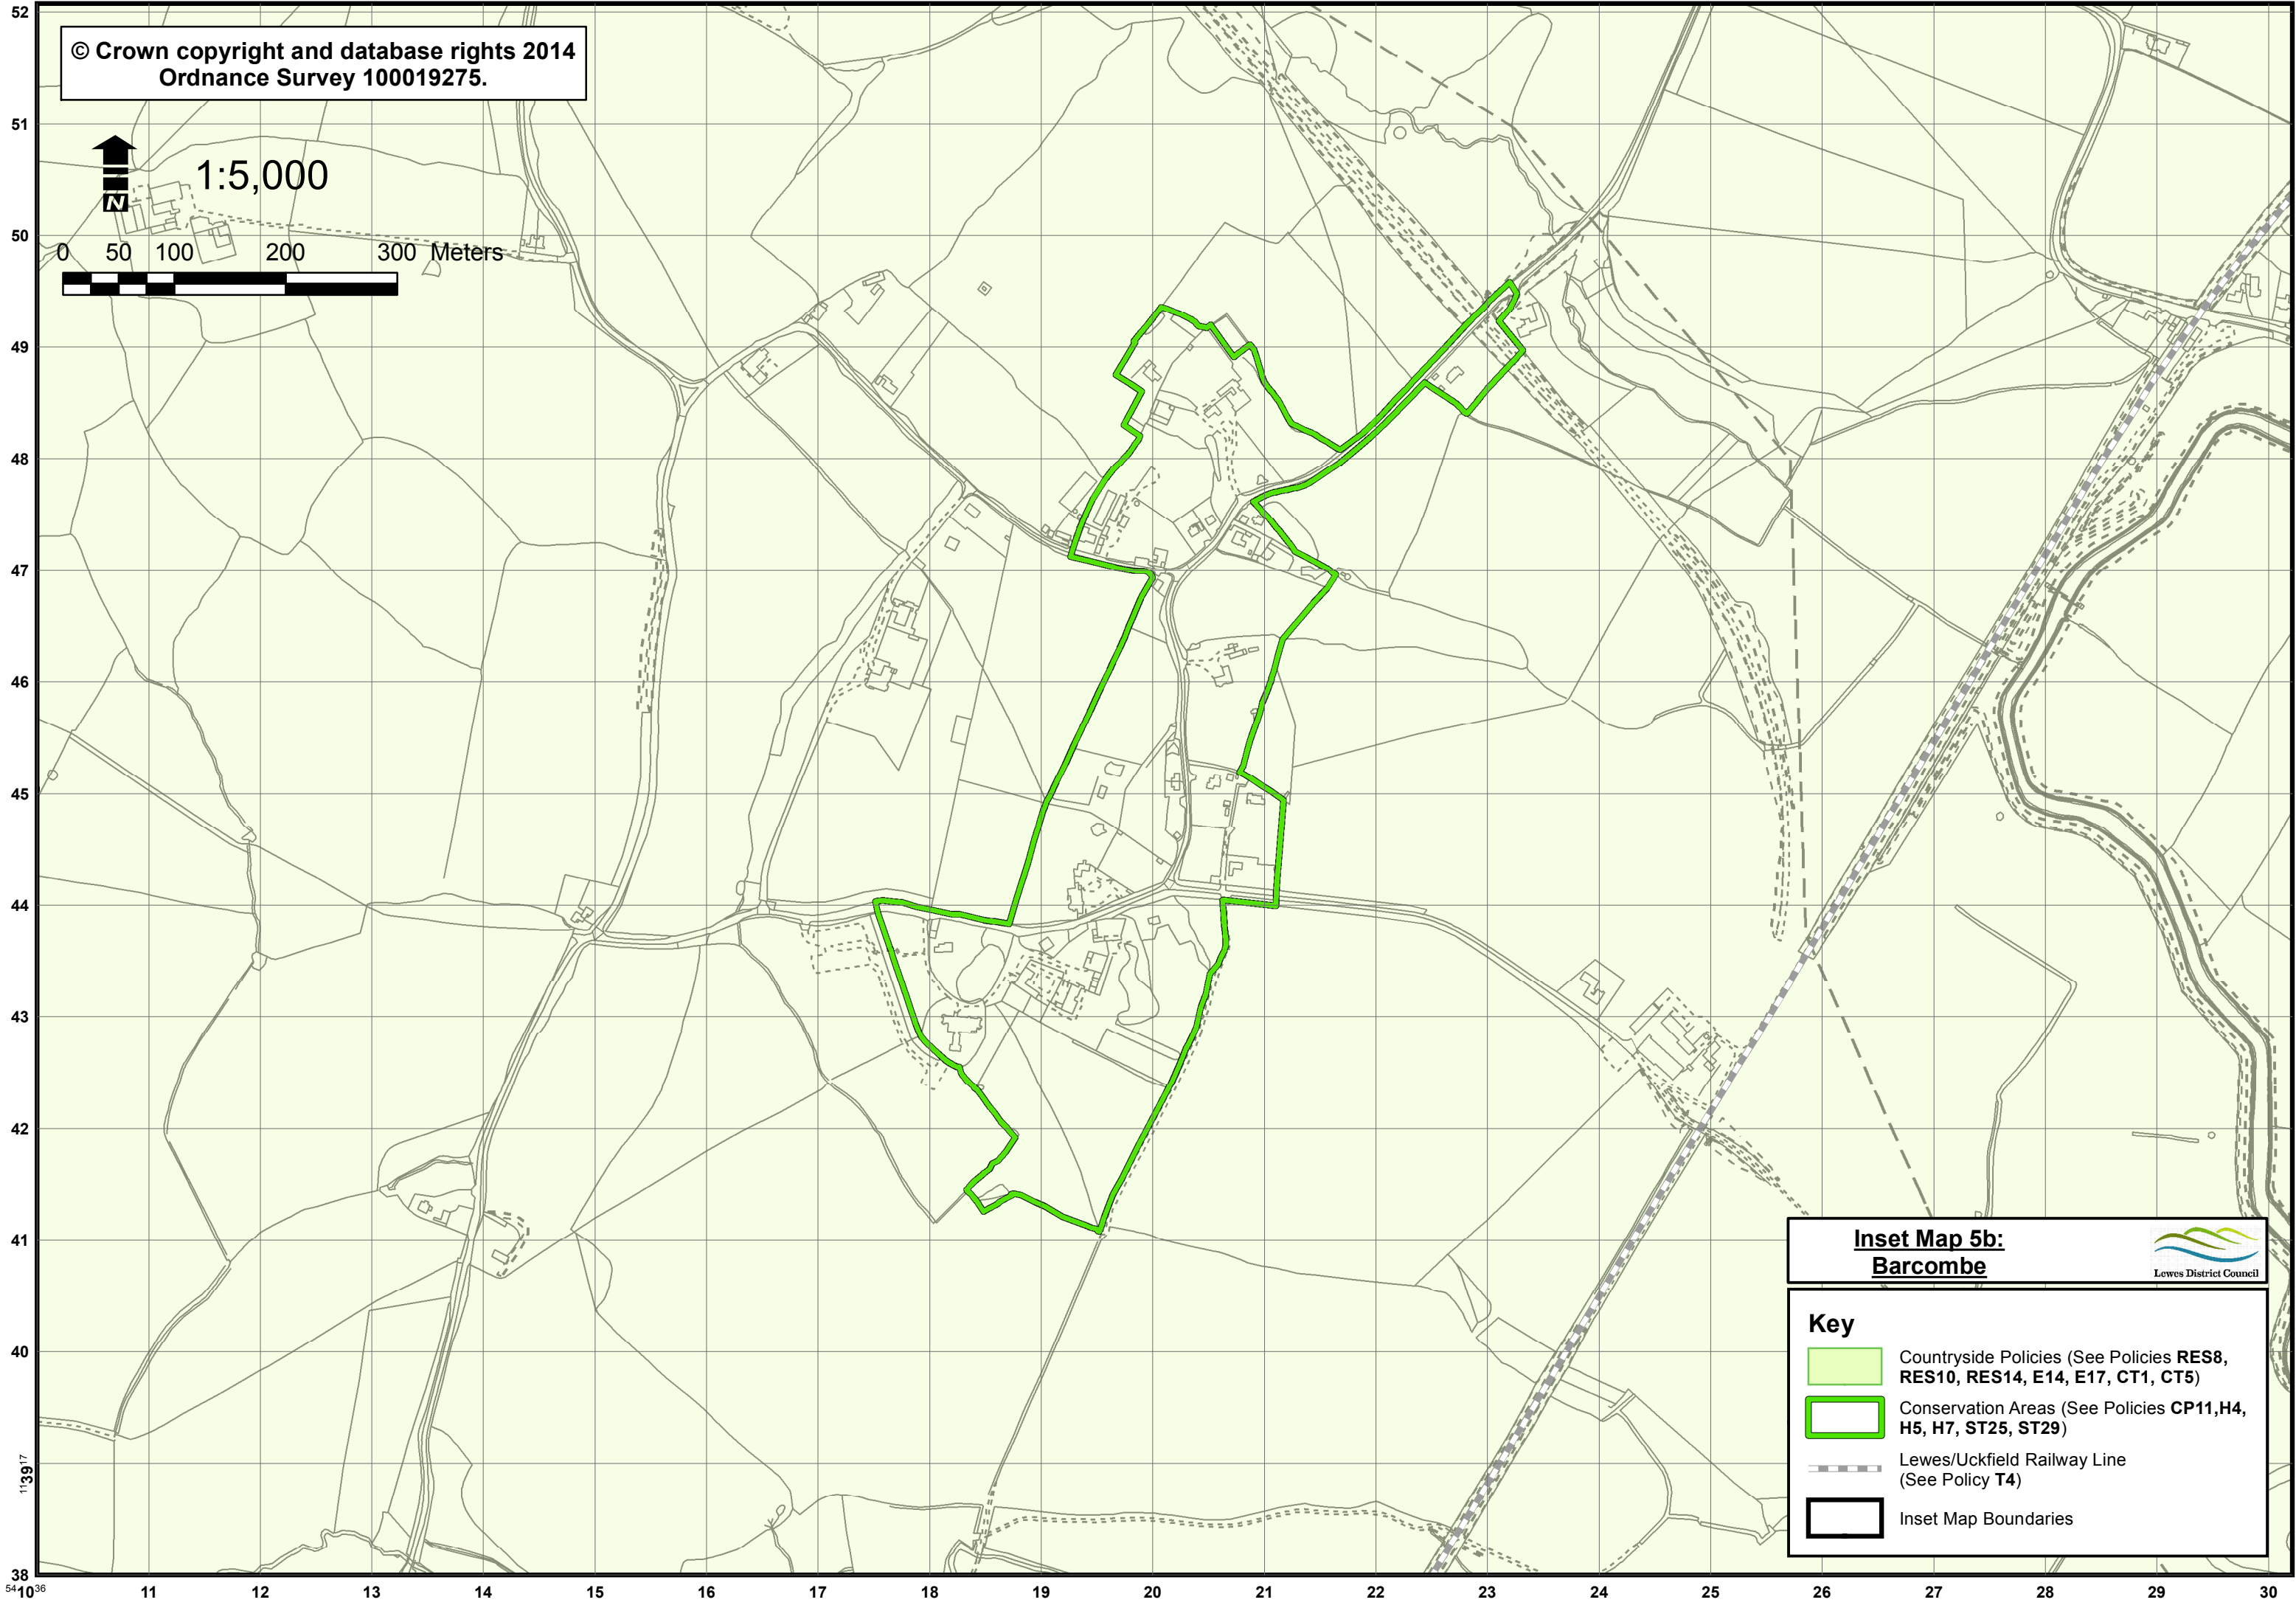 © Crown copyright and database rights 2014
Ordnance Survey 100019275.
N
1:5,000
0 50 100 200 300 Meters
52
51
50
49
48
47
46
45
44
43
42
41
40
1139 17
38
5410 36 11 12 13 14 15 16 17 18 19 20 21 22 23 24 25 26 27 28 29 30
Inset Map 5b:
Barcombe
Lewes District Council
Key
Countryside Policies (See Policies RES8,
RES10, RES14, E14, E17, CT1, CT5)
Conservation Areas (See Policies CP11,H4,
H5, H7, ST25, ST29)
Lewes/Uckfield Railway Line
(See Policy T4)
Inset Map Boundaries